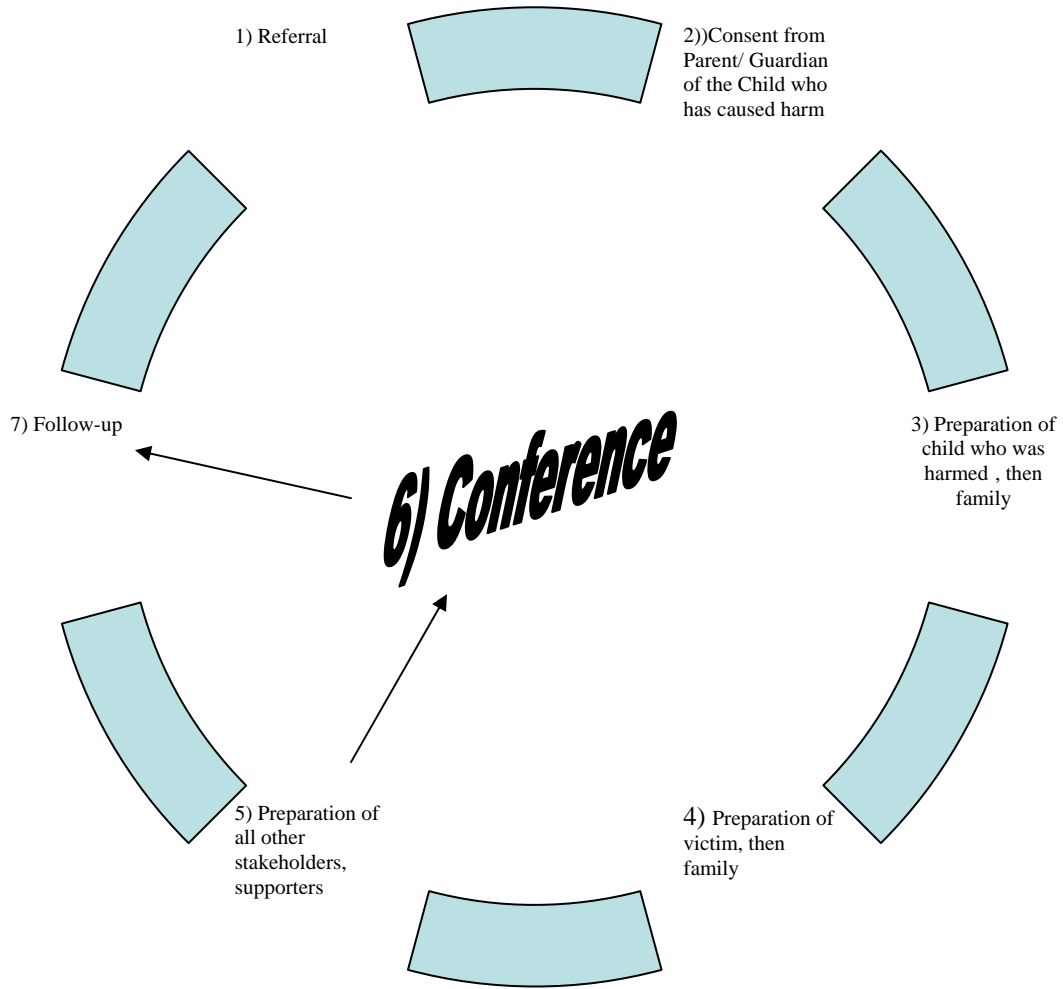 1) Referral
2))Consent from
Parent/ Guardian
of the Child who
has caused harm
3) Preparation of
child who was
harmed , then
family
4) Preparation of
victim, then
family
5) Preparation of
all other
stakeholders,
supporters
6) Conference
7) Follow-up